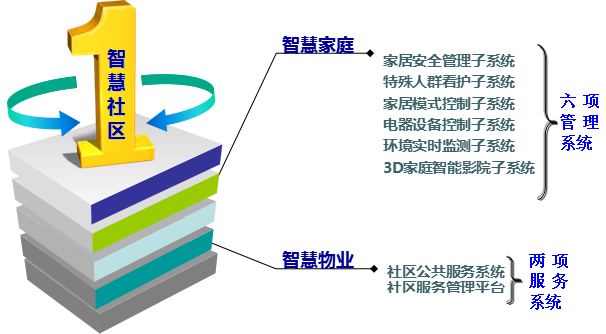 1
智慧社区
智慧家庭
家居安全管理子系统
特殊人群看护子系统
家居模式控制子系统
电器设备控制子系统
环境实时监测子系统
3D家庭智能影院子系统
六项
管理
系统
智慧物业
社区公共服务系统
社区服务管理平台
两项
服务
系统